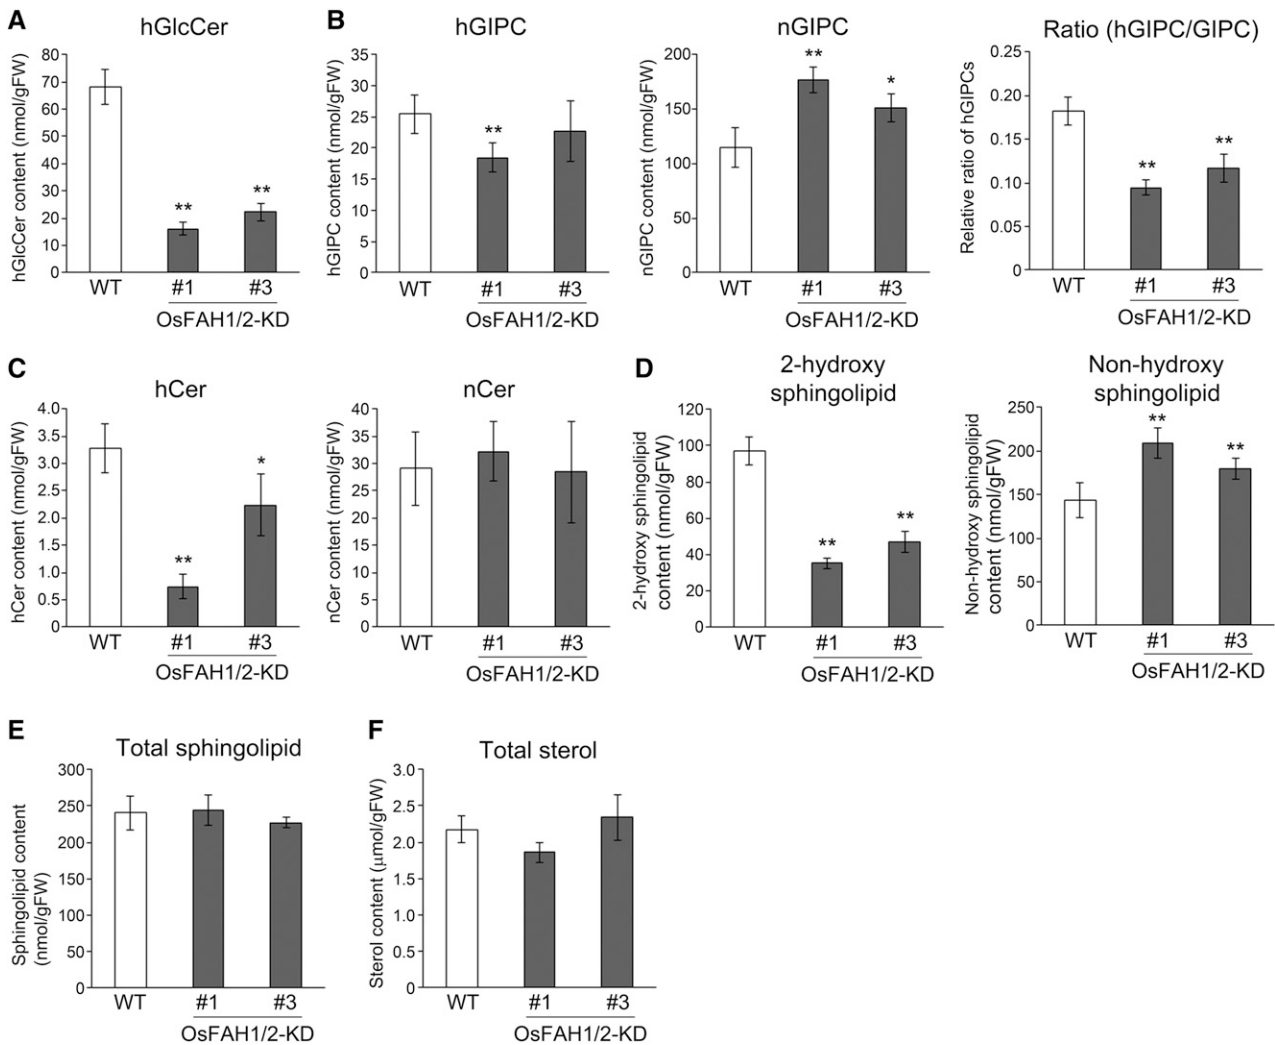 A
hGlcCer
hGlcCer content (nmol/gFW)
80
70
60
50
40
30
20
10
0
**
**
WT
#1
#3
OsFAH1/2-KD
B
hGIPC
hGIPC content (nmol/gFW)
35
30
25
20
15
10
5
0
**
WT
#1
#3
OsFAH1/2-KD
nGIPC
nGIPC content (nmol/gFW)
200
150
100
50
0
**
*
WT
#1
#3
OsFAH1/2-KD
Ratio (hGIPC/GIPC)
Relative ratio of hGIPCs
0.25
0.20
0.15
0.10
0.05
0
**
**
WT
#1
#3
OsFAH1/2-KD
C
hCer
hCer content (nmol/gFW)
4.0
3.5
3.0
2.5
2.0
1.5
1.0
0.5
0
**
*
WT
#1
#3
OsFAH1/2-KD
nCer
nCer content (nmol/gFW)
40
35
30
25
20
15
10
5
0
WT
#1
#3
OsFAH1/2-KD
D
2-hydroxy
sphingolipid
2-hydroxy sphingolipid
content (nmol/gFW)
120
100
80
60
40
20
0
**
**
WT
#1
#3
OsFAH1/2-KD
Non-hydroxy
sphingolipid
Non-hydroxy sphingolipid
content (nmol/gFW)
250
200
150
100
50
0
**
**
WT
#1
#3
OsFAH1/2-KD
E
Total sphingolipid
Sphingolipid content
(nmol/gFW)
300
250
200
150
100
50
0
WT
#1
#3
OsFAH1/2-KD
F
Total sterol
Sterol content (µmol/gFW)
3.0
2.5
2.0
1.5
1.0
0.5
0
WT
#1
#3
OsFAH1/2-KD